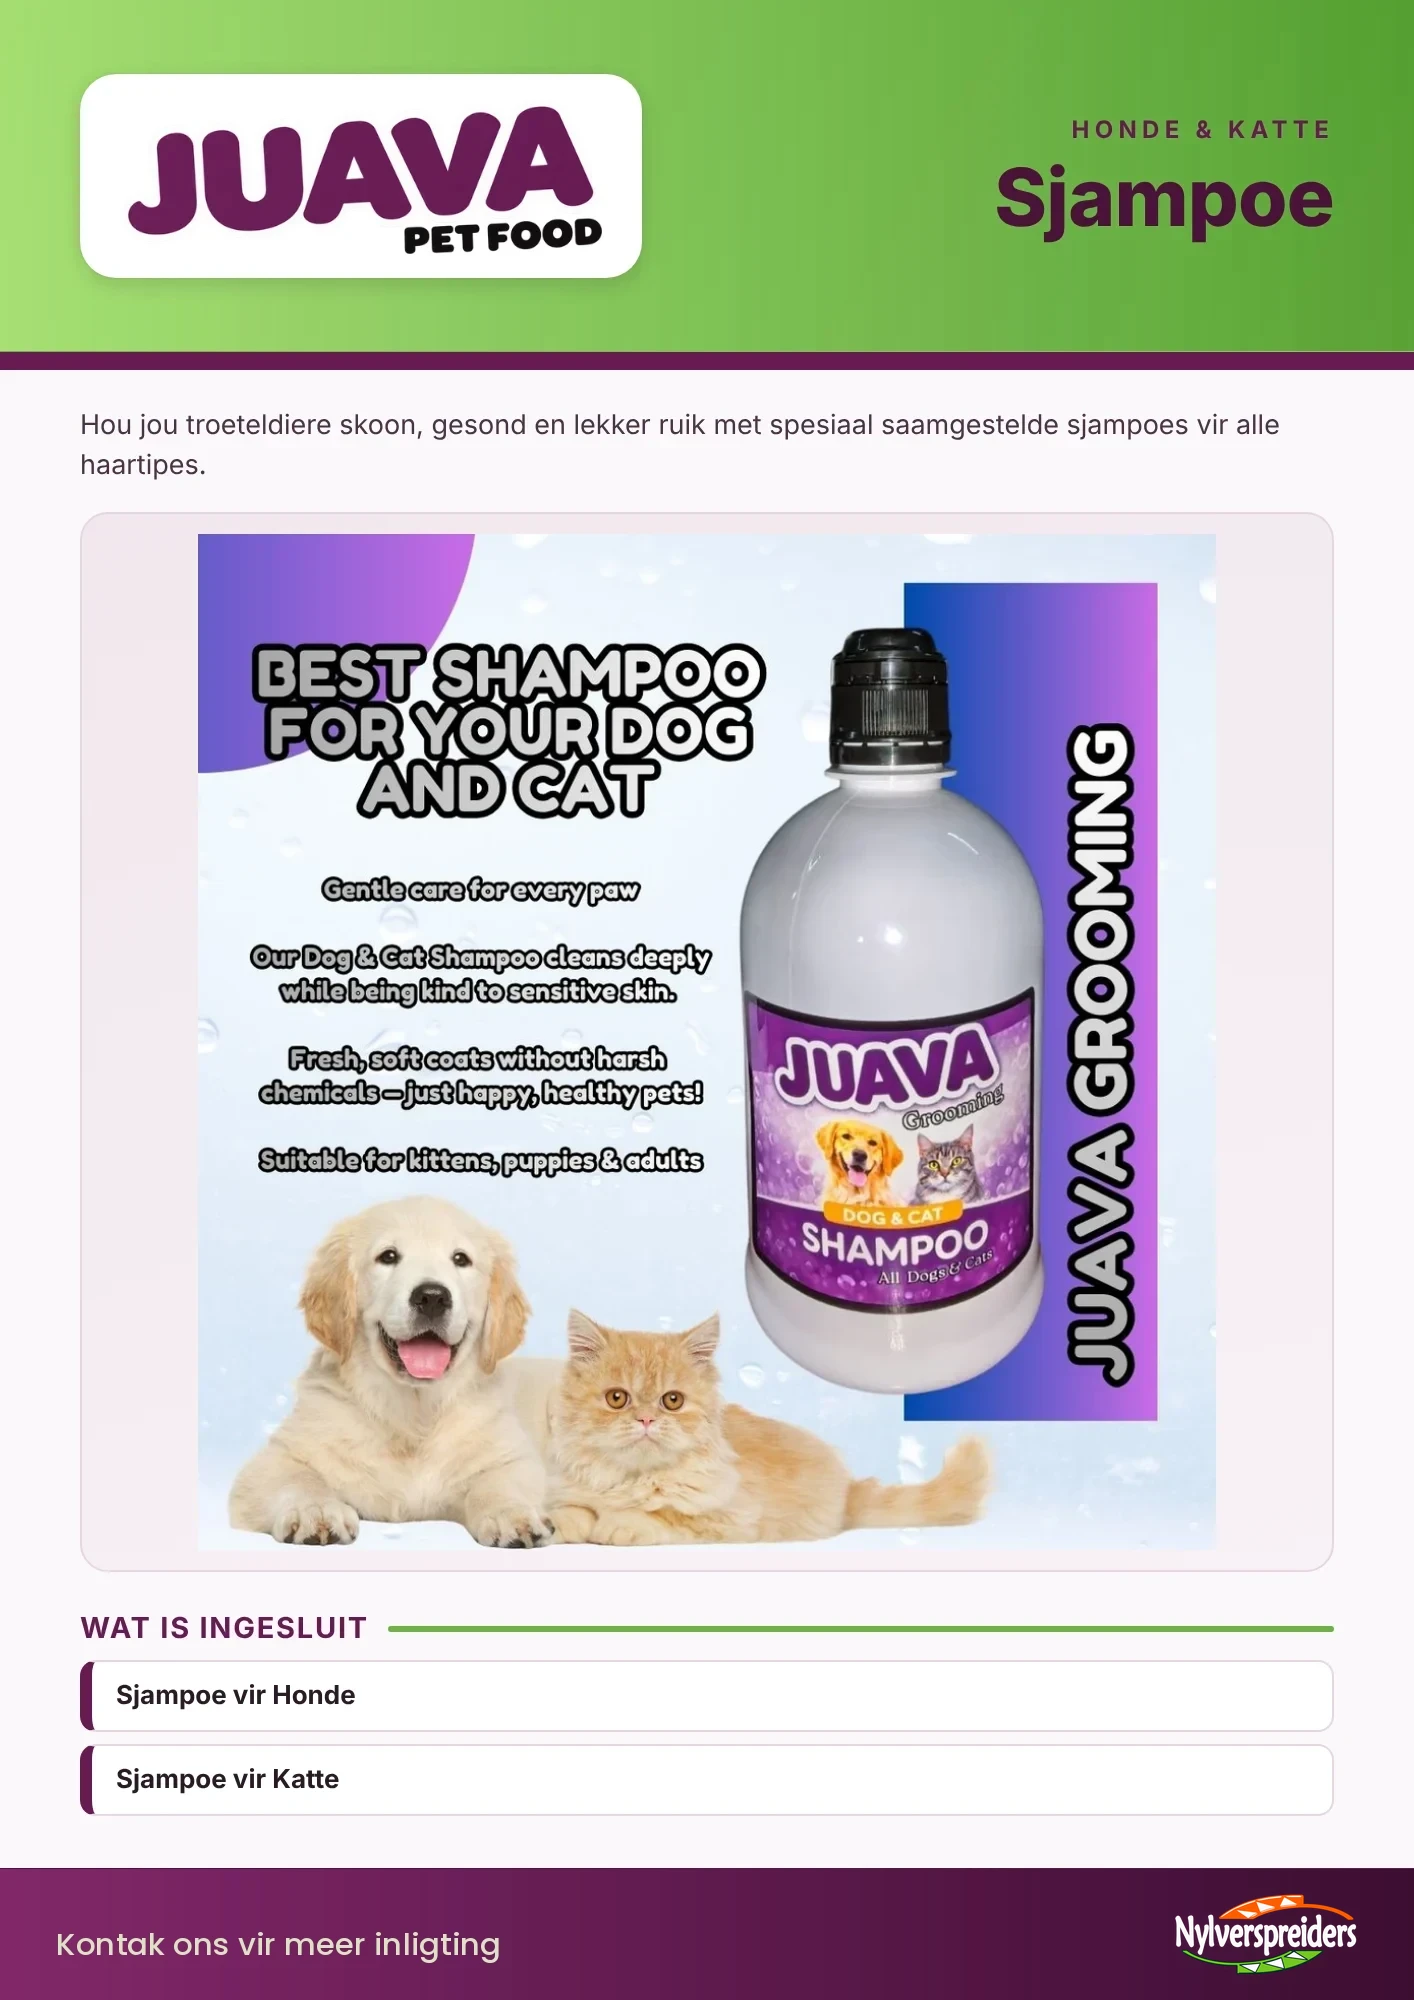 JUAVA
PET FOOD
HONDE & KATTE
Sjampoe
Hou jou troeteldiere skoon, gesond en lekker ruik met spesiaal saamgestelde sjampoes vir alle
haartipes.
BEST SHAMPOO
FOR YOUR DOG
AND CAT
Gentle care for every paw
Our Dog & Cat Shampoo cleans deeply
while being kind to sensitive skin.
Fresh, soft coats without harsh
chemicals – just happy, healthy pets!
Suitable for kittens, puppies & adults
JUAVA
Grooming
DOG & CAT
SHAMPOO
All Dogs & Cats
JUAVA GROOMING
WAT IS INGESLUIT
Sjampoe vir Honde
Sjampoe vir Katte
Kontak ons vir meer inligting
Nylverspreiders